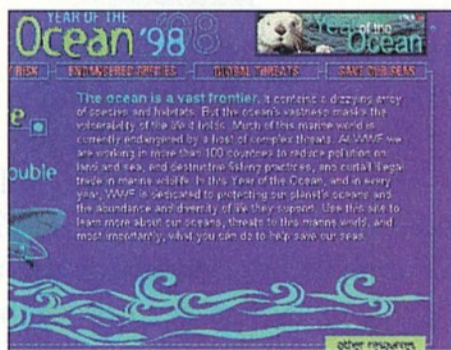 YEAR OF THE
Ocean '98
Year of the
Ocean
RISK
ENDANGERED SPECIES
GLOBAL THREATS
SAVE OUR SEAS
The ocean is a vast frontier. It contains a dizzying array
of species and habitats. But the ocean's vastness masks the
vulnerability of the life it holds. Much of this marine world is
currently endangered by a host of complex threats. At WWF we
are working in more than 100 countries to reduce pollution on
land and sea, end destructive fishing practices, and curtail illegal
trade in marine wildlife. In this Year of the Ocean, and in every
year, WWF is dedicated to protecting our planet's oceans and
the abundance and diversity of life they support. Use this site to
learn more about our oceans, threats to this marine world, and
most importantly, what you can do to help save our seas.
e
ouble
other resources